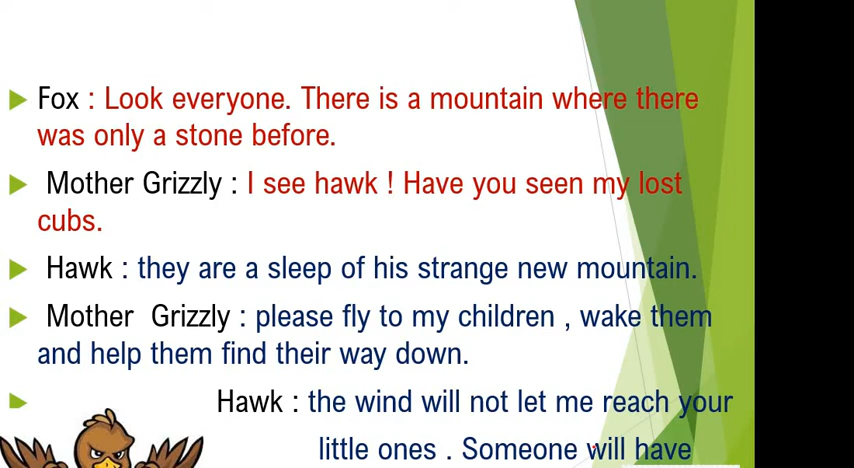 Fox : Look everyone. There is a mountain where there
was only a stone before.
Mother Grizzly : I see hawk ! Have you seen my lost
cubs.
Hawk : they are a sleep of his strange new mountain.
Mother Grizzly : please fly to my children , wake them
and help them find their way down.
Hawk : the wind will not let me reach your
little ones . Someone will have